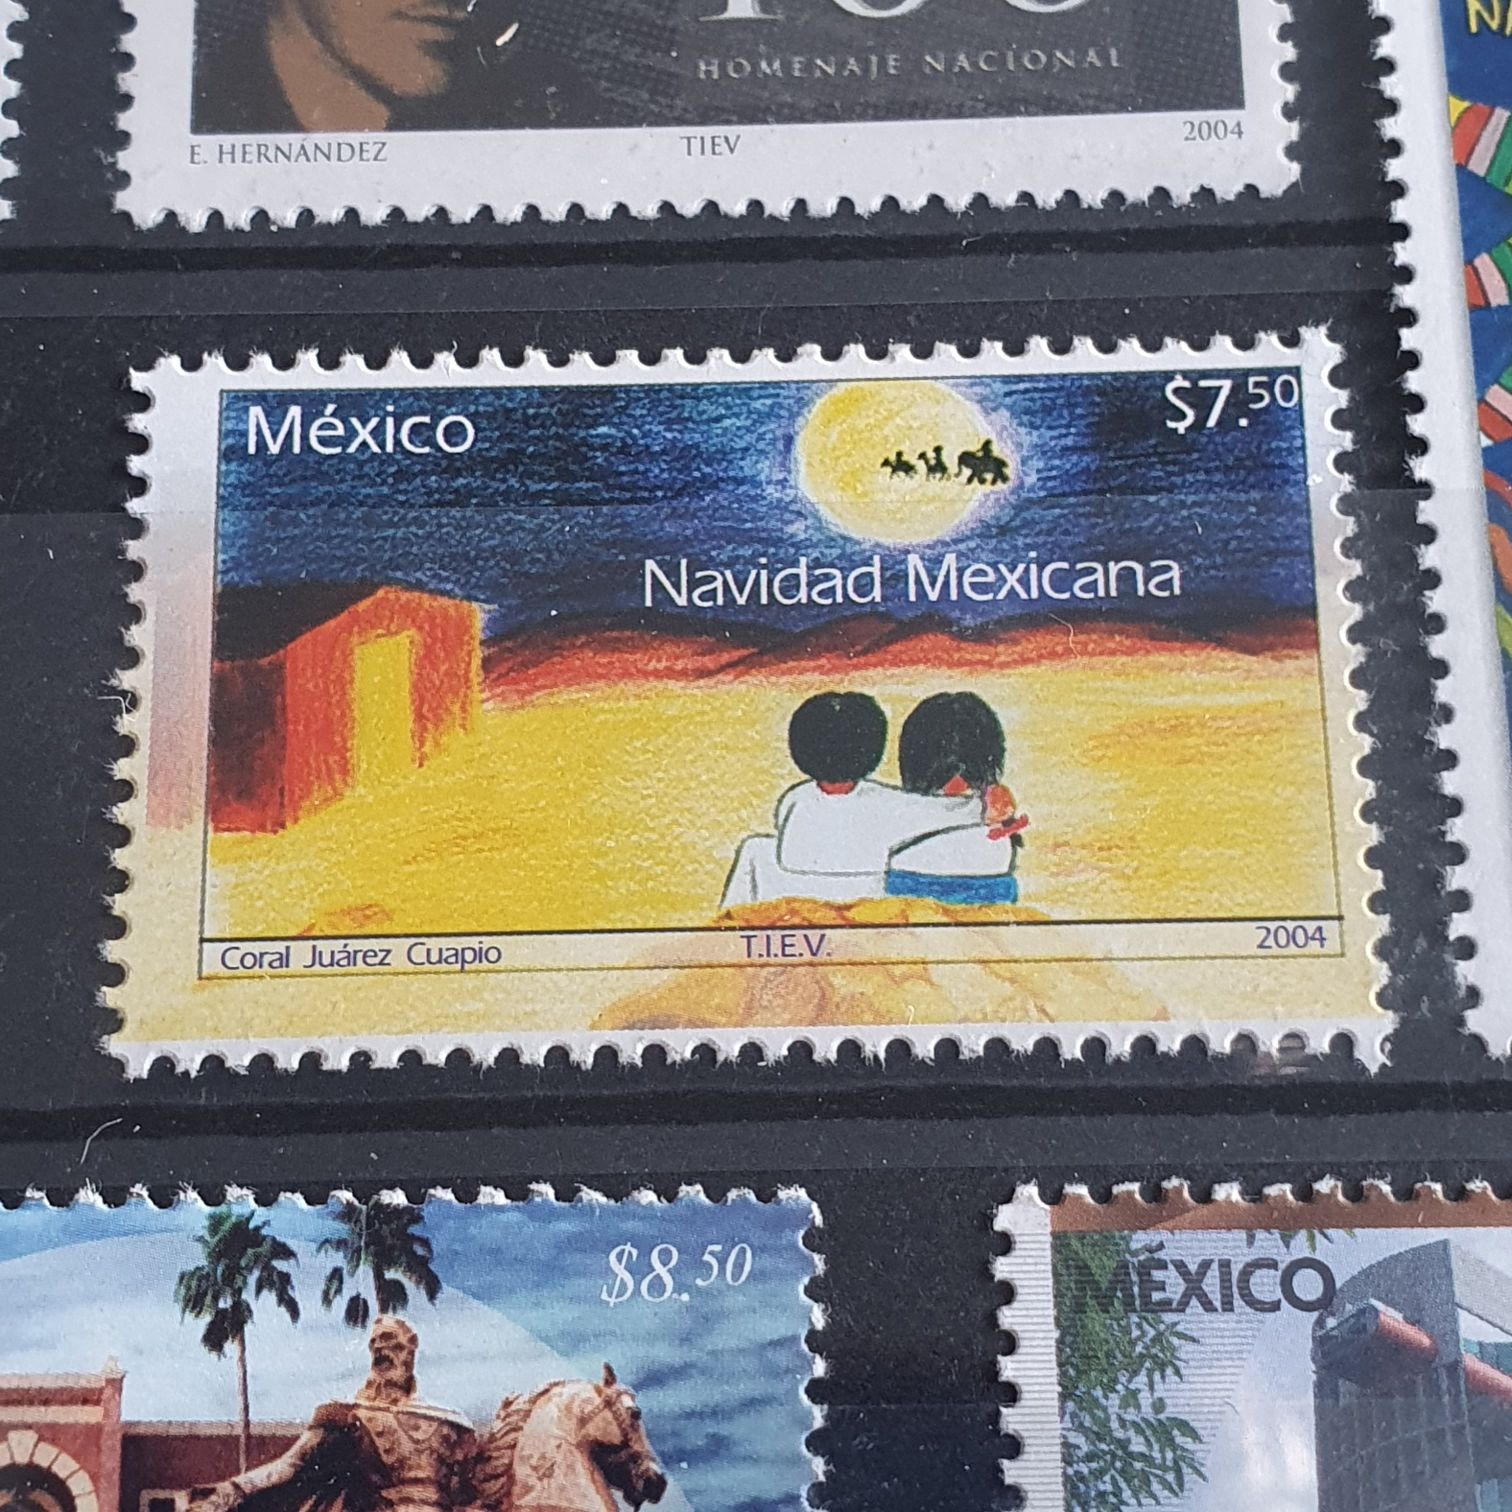 HOMENAJE NACIONAL
E. HERNÁNDEZ TIEV 2004
México $7.50
Navidad Mexicana
Coral Juárez Cuapio T.I.E.V. 2004
$8.50
MÉXICO